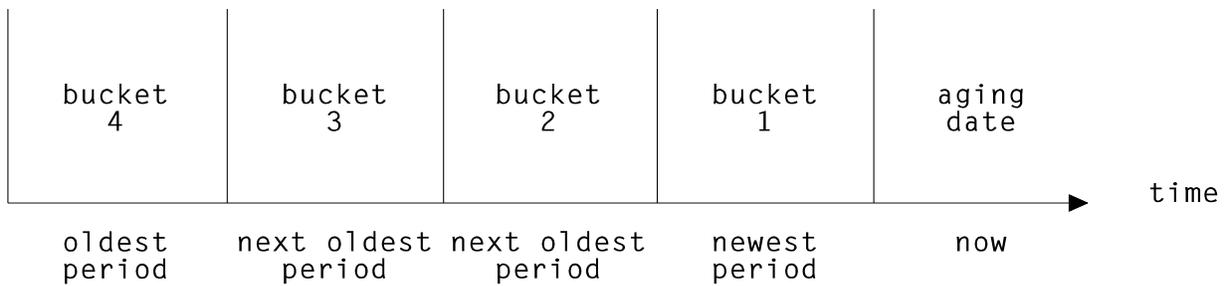 bucket
4
bucket
3
bucket
2
bucket
1
aging
date
time
oldest
period
next oldest
period
next oldest
period
newest
period
now